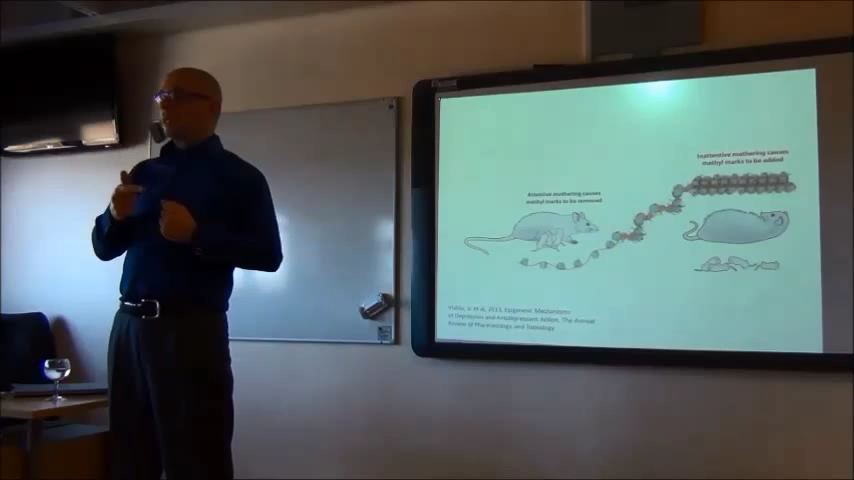 Inattentive mothering causes
methyl marks to be added
Attentive mothering causes
methyl marks to be removed
V et al, 2013, Epigenetic Mechanisms
of Depression and Antidepressant Action, The Annual
Review of Pharmacology and Toxicology